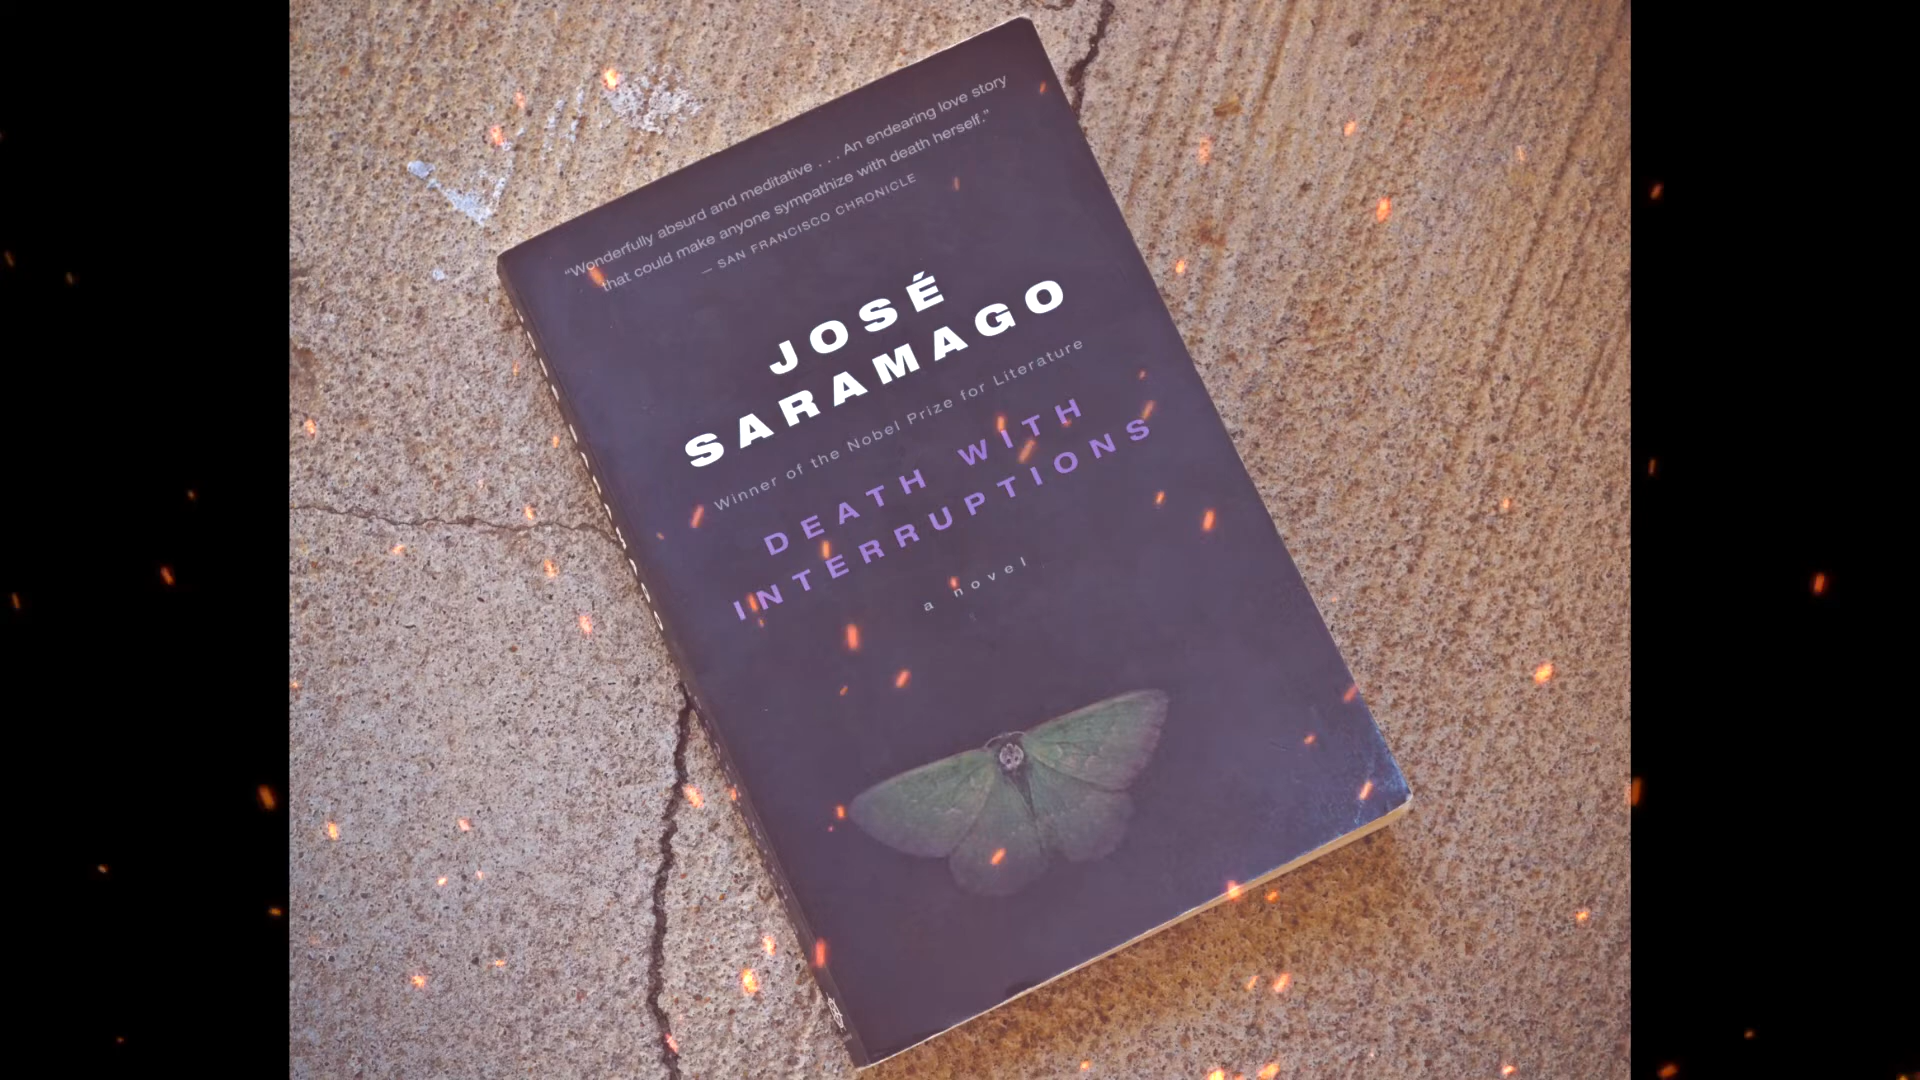 "Wonderfully absurd and meditative . . . An endearing love story
that could make anyone sympathize with death herself."
— SAN FRANCISCO CHRONICLE
JOSÉ
SARAMAGO
Winner of the Nobel Prize for Literature
DEATH WITH
INTERRUPTIONS
a novel